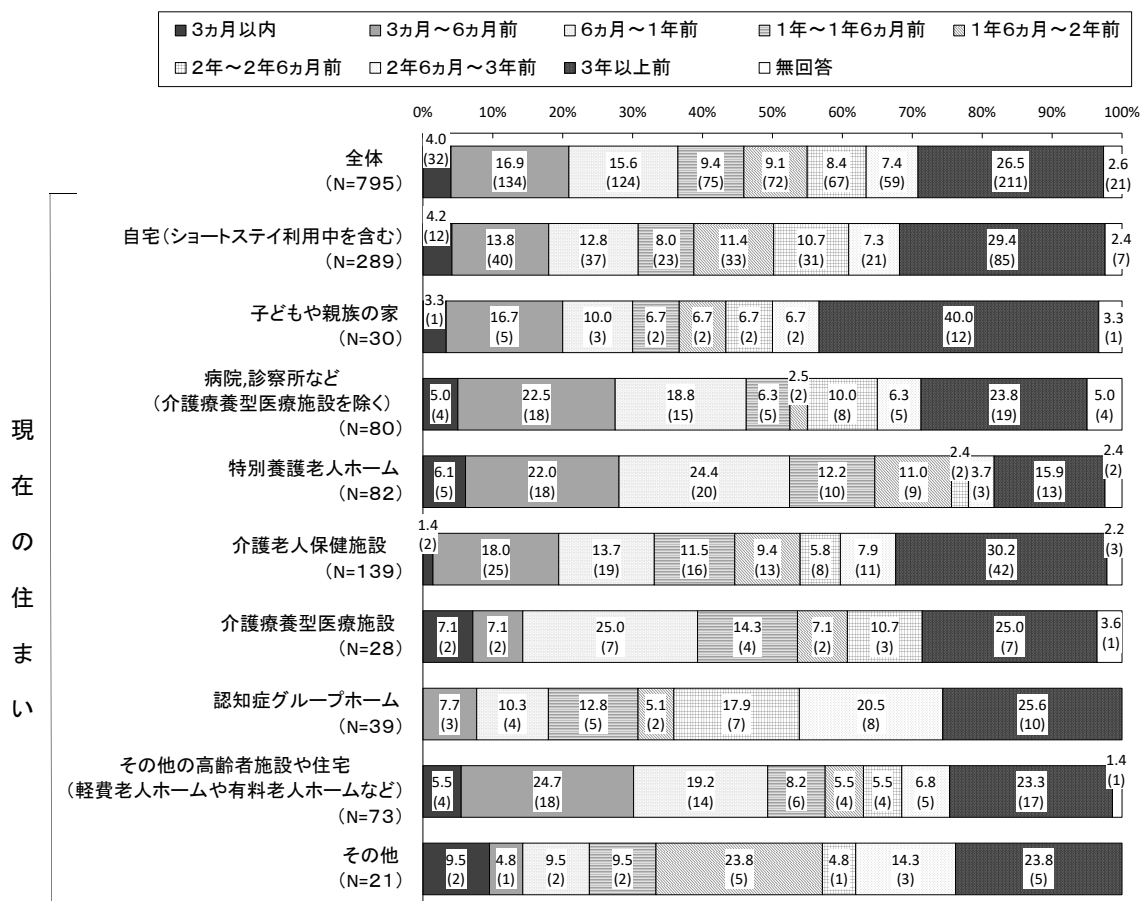 ■３ヵ月以内 ■３ヵ月～６ヵ月前 □６ヵ月～１年前 ▤１年～１年６ヵ月前 ▨１年６ヵ月～２年前
▦２年～２年６ヵ月前 □２年６ヵ月～３年前 ■３年以上前 □無回答
0% 10% 20% 30% 40% 50% 60% 70% 80% 90% 100%
現在の住まい
全体
(N=795)
4.0 16.9 15.6 9.4 9.1 8.4 7.4 26.5 2.6
(32) (134) (124) (75) (72) (67) (59) (211) (21)
自宅（ショートステイ利用中を含む）
(N=289)
4.2 13.8 12.8 8.0 11.4 10.7 7.3 29.4 2.4
(12) (40) (37) (23) (33) (31) (21) (85) (7)
子どもや親族の家
(N=30)
3.3 16.7 10.0 6.7 6.7 6.7 6.7 40.0 3.3
(1) (5) (3) (2) (2) (2) (2) (12) (1)
病院,診察所など
（介護療養型医療施設を除く）
(N=80)
5.0 22.5 18.8 6.3 2.5 10.0 6.3 23.8 5.0
(4) (18) (15) (5) (2) (8) (5) (19) (4)
特別養護老人ホーム
(N=82)
6.1 22.0 24.4 12.2 11.0 2.4 3.7 15.9 2.4
(5) (18) (20) (10) (9) (2) (3) (13) (2)
介護老人保健施設
(N=139)
1.4 18.0 13.7 11.5 9.4 5.8 7.9 30.2 2.2
(2) (25) (19) (16) (13) (8) (11) (42) (3)
介護療養型医療施設
(N=28)
7.1 7.1 25.0 14.3 7.1 10.7 25.0 3.6
(2) (2) (7) (4) (2) (3) (7) (1)
認知症グループホーム
(N=39)
7.7 10.3 12.8 5.1 17.9 20.5 25.6
(3) (4) (5) (2) (7) (8) (10)
その他の高齢者施設や住宅
（軽費老人ホームや有料老人ホームなど）
(N=73)
5.5 24.7 19.2 8.2 5.5 5.5 6.8 23.3 1.4
(4) (18) (14) (6) (4) (4) (5) (17) (1)
その他
(N=21)
9.5 4.8 9.5 9.5 23.8 4.8 14.3 23.8
(2) (1) (2) (2) (5) (1) (3) (5)